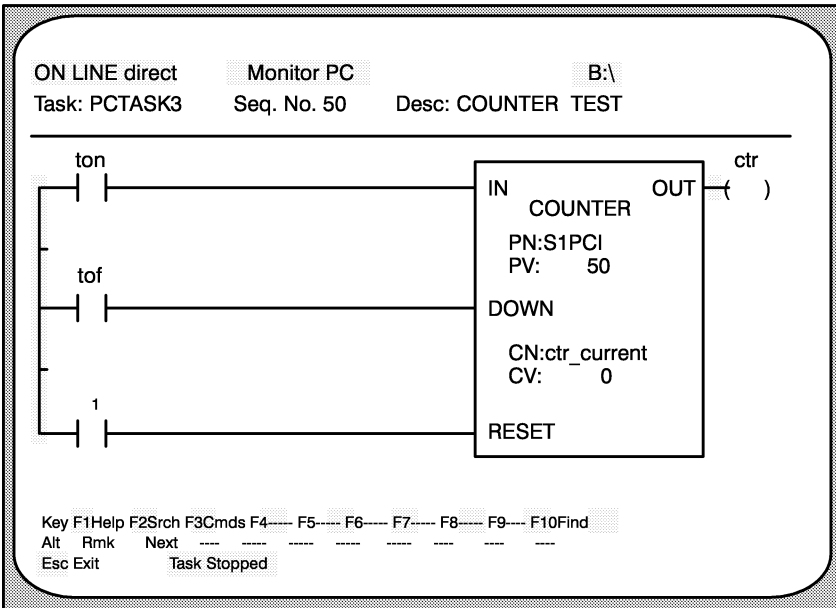 ON LINE direct Monitor PC B:\
Task: PCTASK3 Seq. No. 50 Desc: COUNTER TEST
ton ctr
IN OUT ( )
COUNTER
PN:S1PCI
PV: 50
tof
DOWN
CN:ctr_current
CV: 0
1
RESET
Key F1Help F2Srch F3Cmds F4----- F5----- F6----- F7----- F8----- F9---- F10Find
Alt Rmk Next ---- ----- ----- ----- ----- ---- ---- ----
Esc Exit Task Stopped